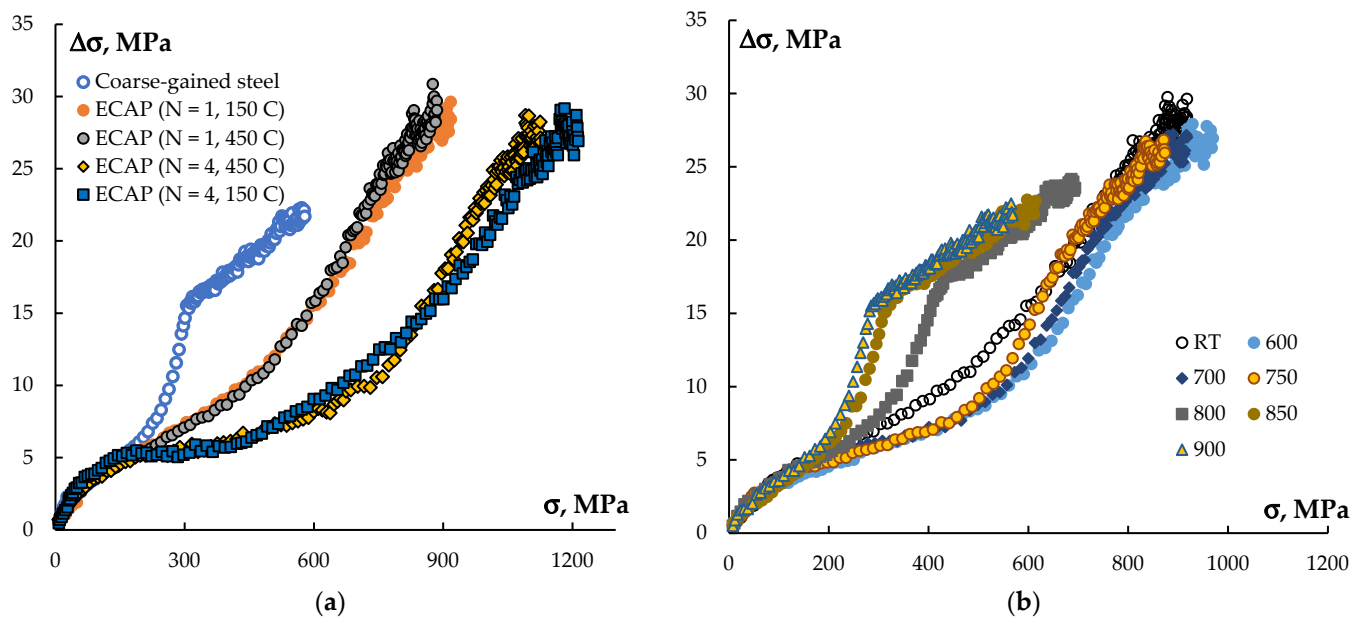 35
Δσ, MPa
Coarse-gained steel
ECAP (N = 1, 150 C)
30
ECAP (N = 1, 450 C)
ECAP (N = 4, 450 C)
25
ECAP (N = 4, 150 C)
20
15
10
5
σ, MPa
0
0 300 600 900 1200
(a)
35
Δσ, MPa
30
25
20
15
RT 600
700 750
10
800 850
900
5
σ, MPa
0
0 200 400 600 800 1000 1200
(b)